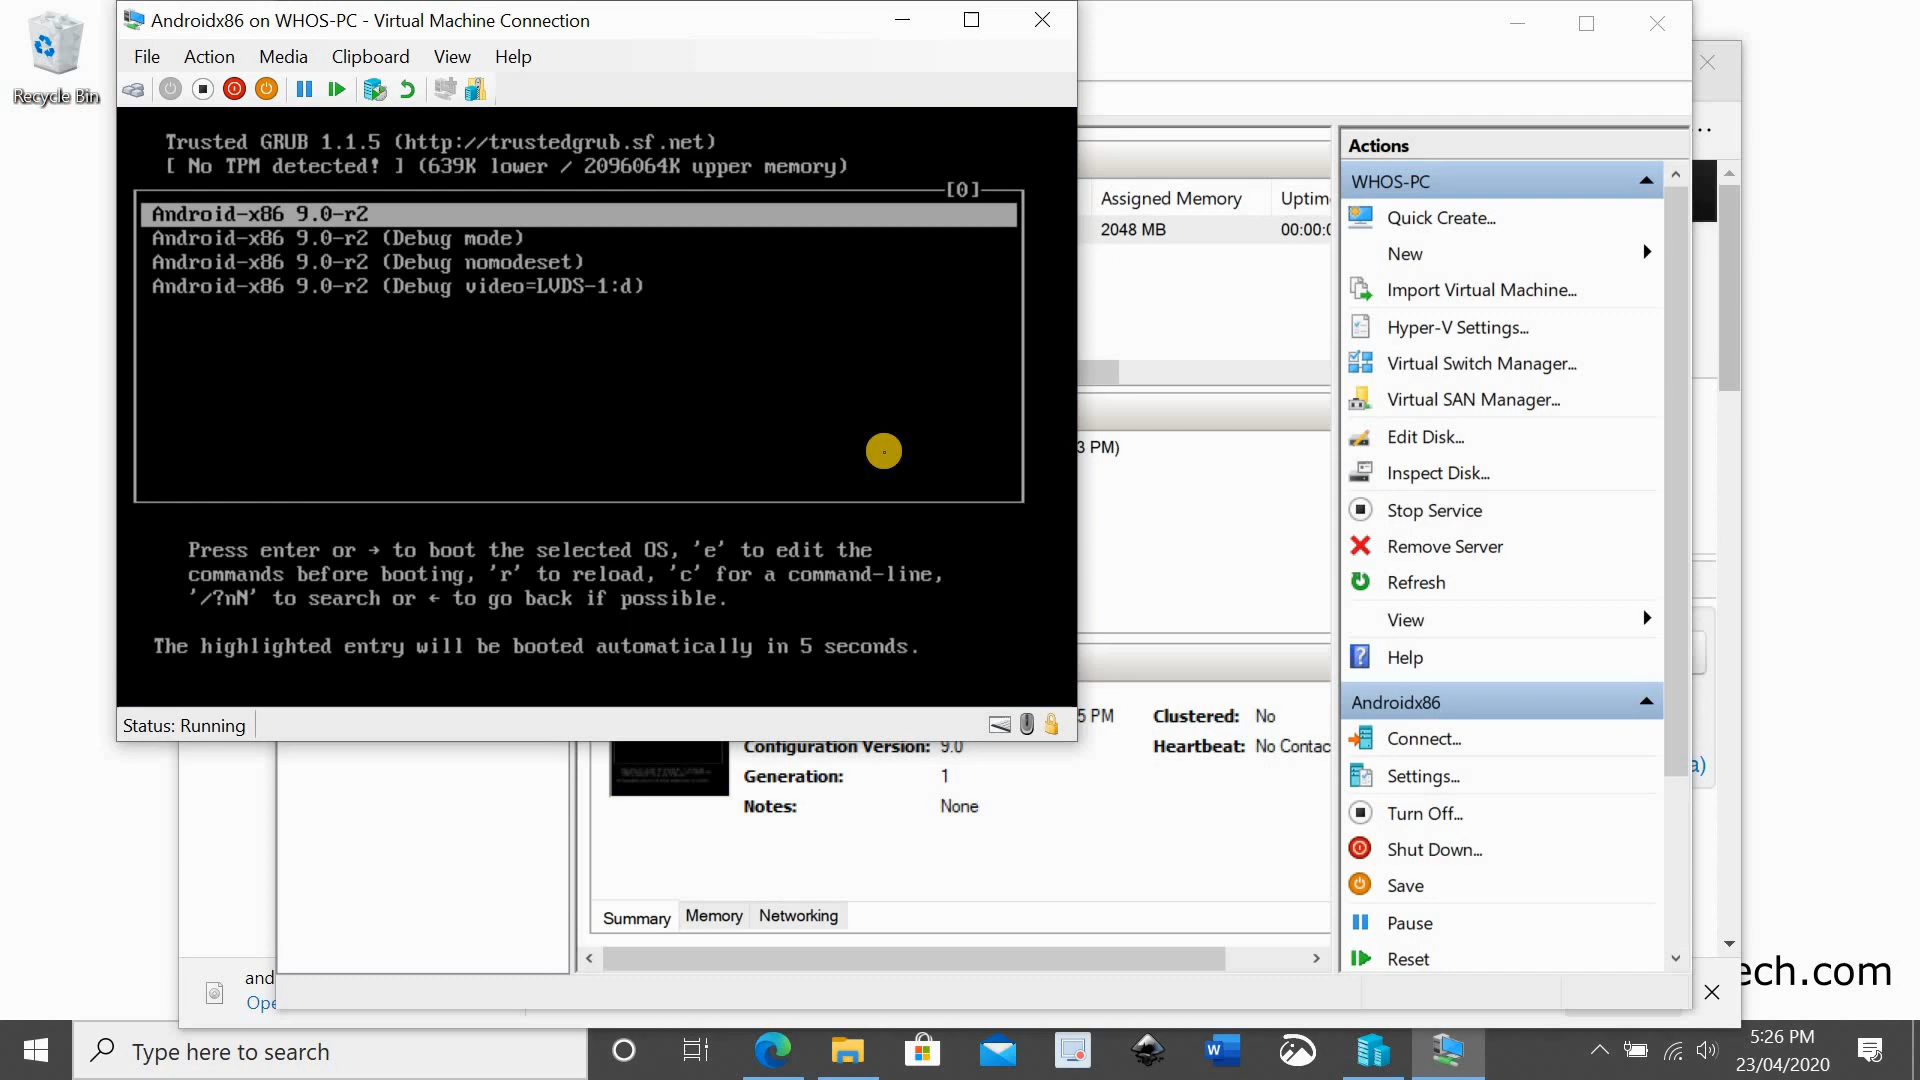 Recycle Bin
Androidx86 on WHOS-PC - Virtual Machine Connection
File Action Media Clipboard View Help
Trusted GRUB 1.1.5 (http://trustedgrub.sf.net)
[ No TPM detected! ] (639K lower / 2096064K upper memory)
[0]
Android-x86 9.0-r2
Android-x86 9.0-r2 (Debug mode)
Android-x86 9.0-r2 (Debug nomodeset)
Android-x86 9.0-r2 (Debug video=LVDS-1:d)
Press enter or → to boot the selected OS, 'e' to edit the
commands before booting, 'r' to reload, 'c' for a command-line,
'/?nN' to search or ← to go back if possible.
The highlighted entry will be booted automatically in 5 seconds.
Status: Running
Assigned Memory Uptim
2048 MB 00:00:0
3 PM)
5 PM Clustered: No
Configuration Version: 9.0 Heartbeat: No Contac
Generation: 1
Notes: None
Summary Memory Networking
Actions
WHOS-PC
Quick Create...
New
Import Virtual Machine...
Hyper-V Settings...
Virtual Switch Manager...
Virtual SAN Manager...
Edit Disk...
Inspect Disk...
Stop Service
Remove Server
Refresh
View
Help
Androidx86
Connect...
Settings...
Turn Off...
Shut Down...
Save
Pause
Reset
a)
and
Ope
ech.com
Type here to search
5:26 PM
23/04/2020